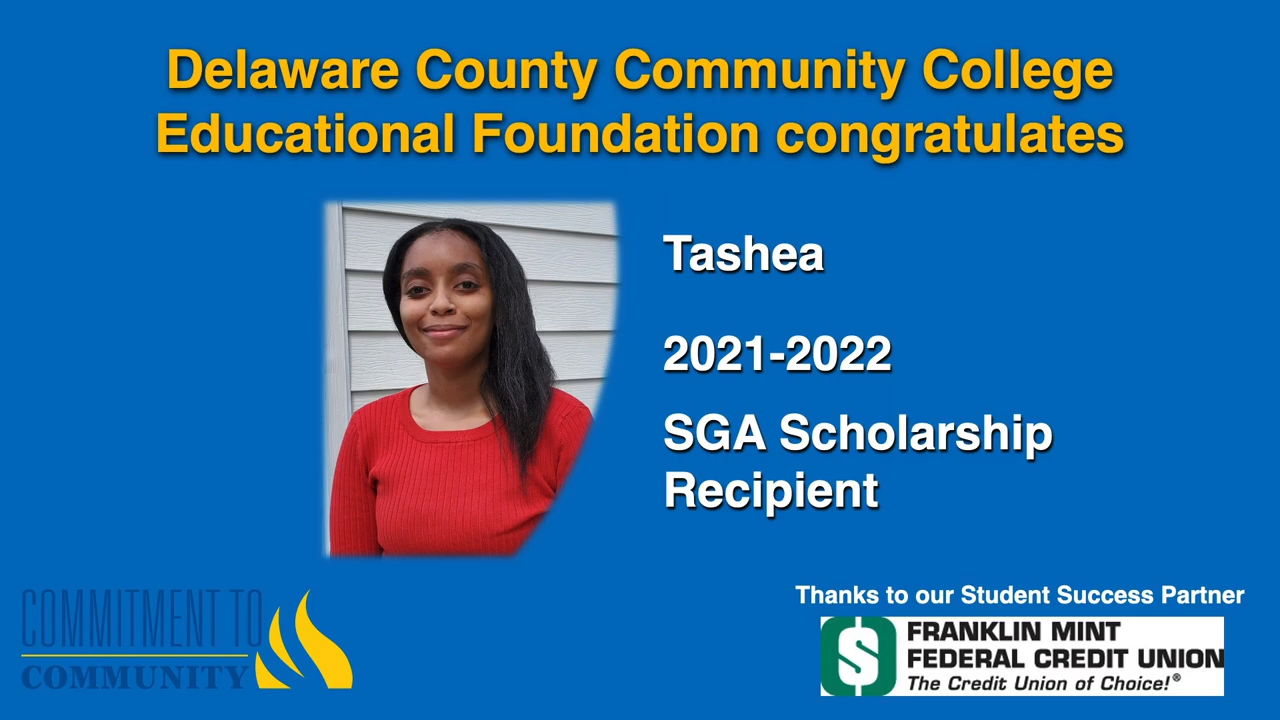 Delaware County Community College
Educational Foundation congratulates
Tashea
2021-2022
SGA Scholarship
Recipient
COMMITMENT TO
COMMUNITY
Thanks to our Student Success Partner
$
FRANKLIN MINT
FEDERAL CREDIT UNION
The Credit Union of Choice!®